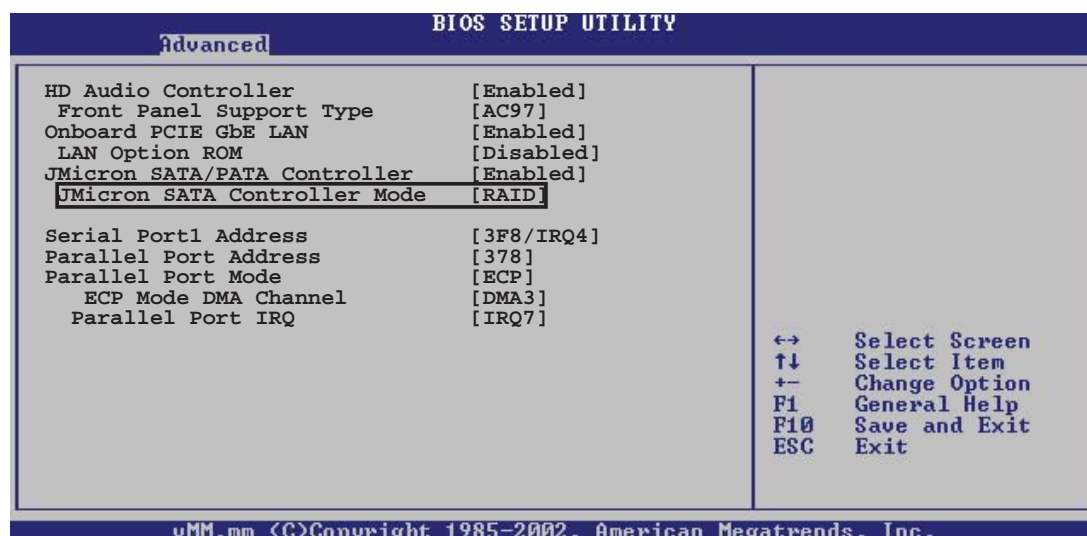 BIOS SETUP UTILITY
Advanced
HD Audio Controller [Enabled]
Front Panel Support Type [AC97]
Onboard PCIE GbE LAN [Enabled]
LAN Option ROM [Disabled]
JMicron SATA/PATA Controller [Enabled]
JMicron SATA Controller Mode [RAID]
Serial Port1 Address [3F8/IRQ4]
Parallel Port Address [378]
Parallel Port Mode [ECP]
ECP Mode DMA Channel [DMA3]
Parallel Port IRQ [IRQ7]
←→ Select Screen
↑↓ Select Item
+- Change Option
F1 General Help
F10 Save and Exit
ESC Exit
vMM.mm (C)Copyright 1985-2002, American Megatrends, Inc.